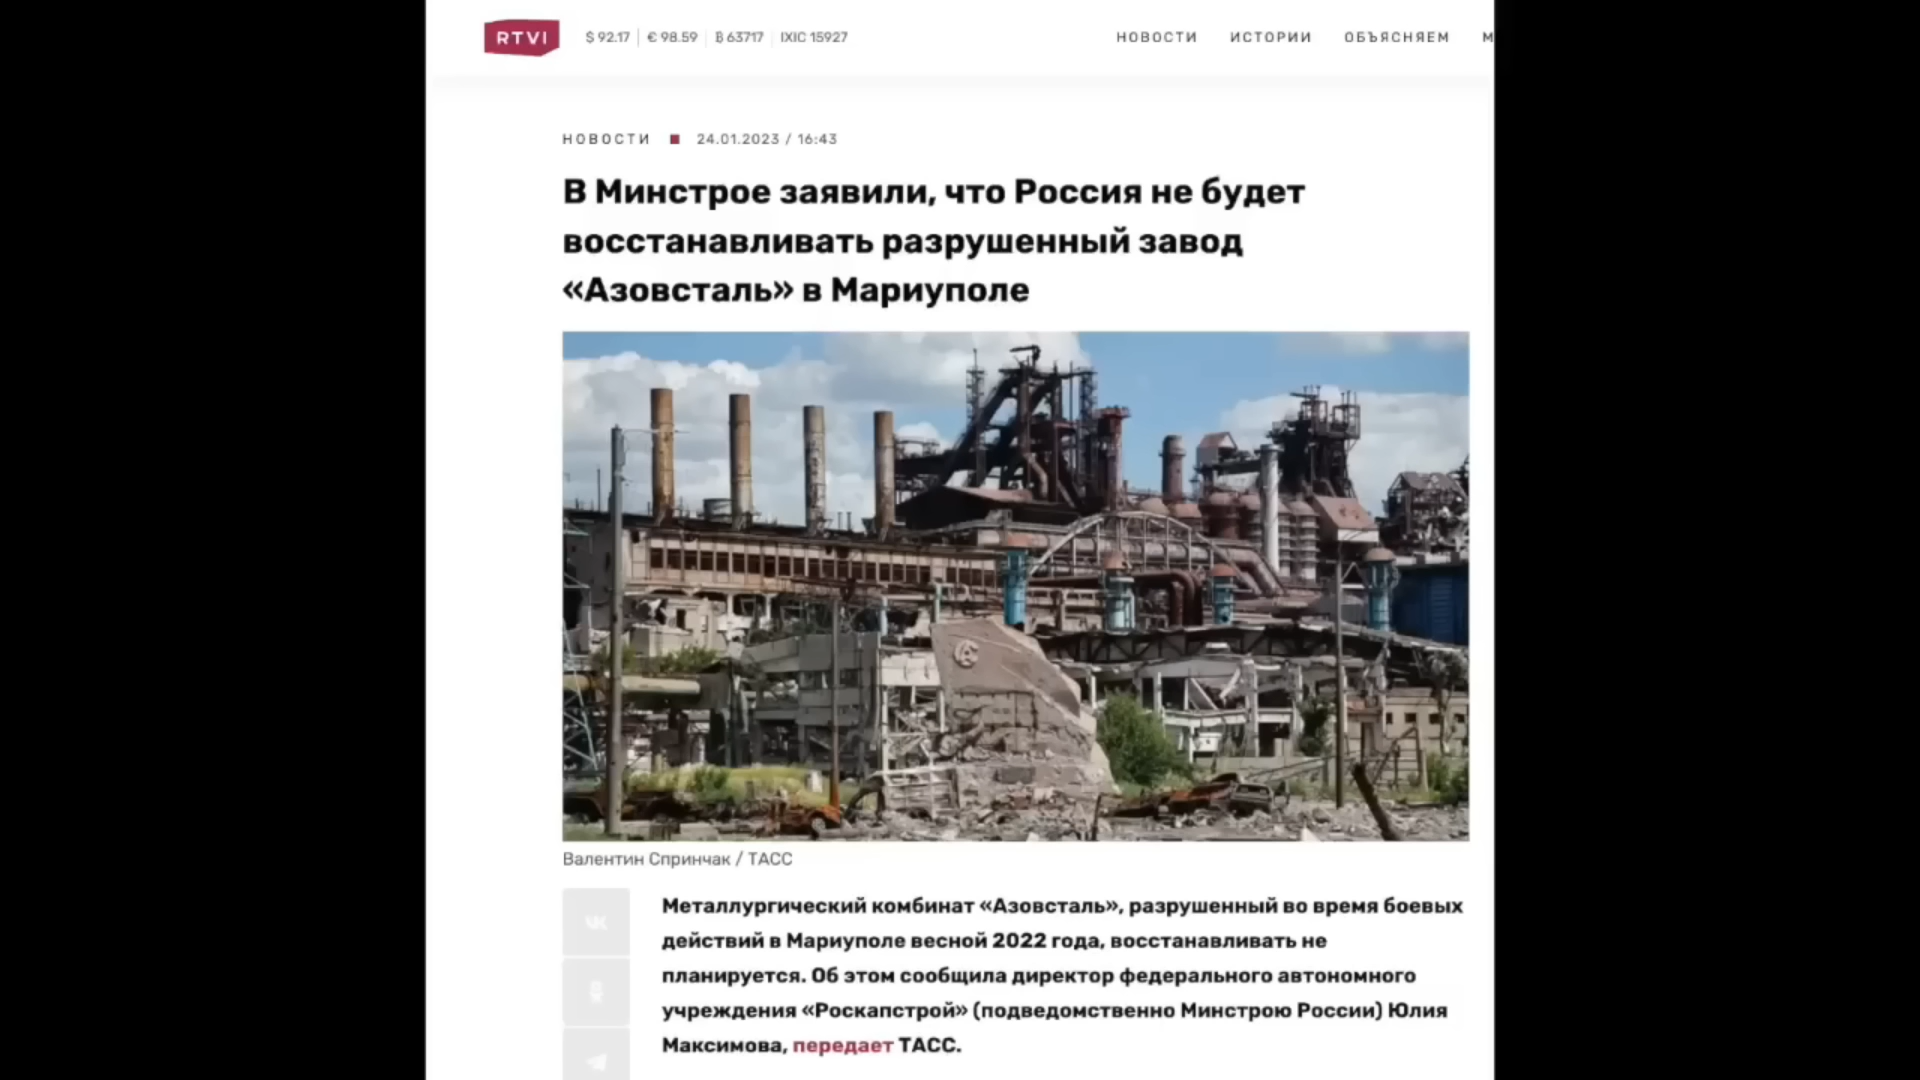 RTVI
$ 92.17 € 98.59 ₿ 63717 IXIC 15927
НОВОСТИ ИСТОРИИ ОБЪЯСНЯЕМ М
НОВОСТИ 24.01.2023 / 16:43
В Минстрое заявили, что Россия не будет
восстанавливать разрушенный завод
«Азовсталь» в Мариуполе
Валентин Спринчак / ТАСС
Металлургический комбинат «Азовсталь», разрушенный во время боевых
действий в Мариуполе весной 2022 года, восстанавливать не
планируется. Об этом сообщила директор федерального автономного
учреждения «Роскапстрой» (подведомственно Минстрою России) Юлия
Максимова, передает ТАСС.